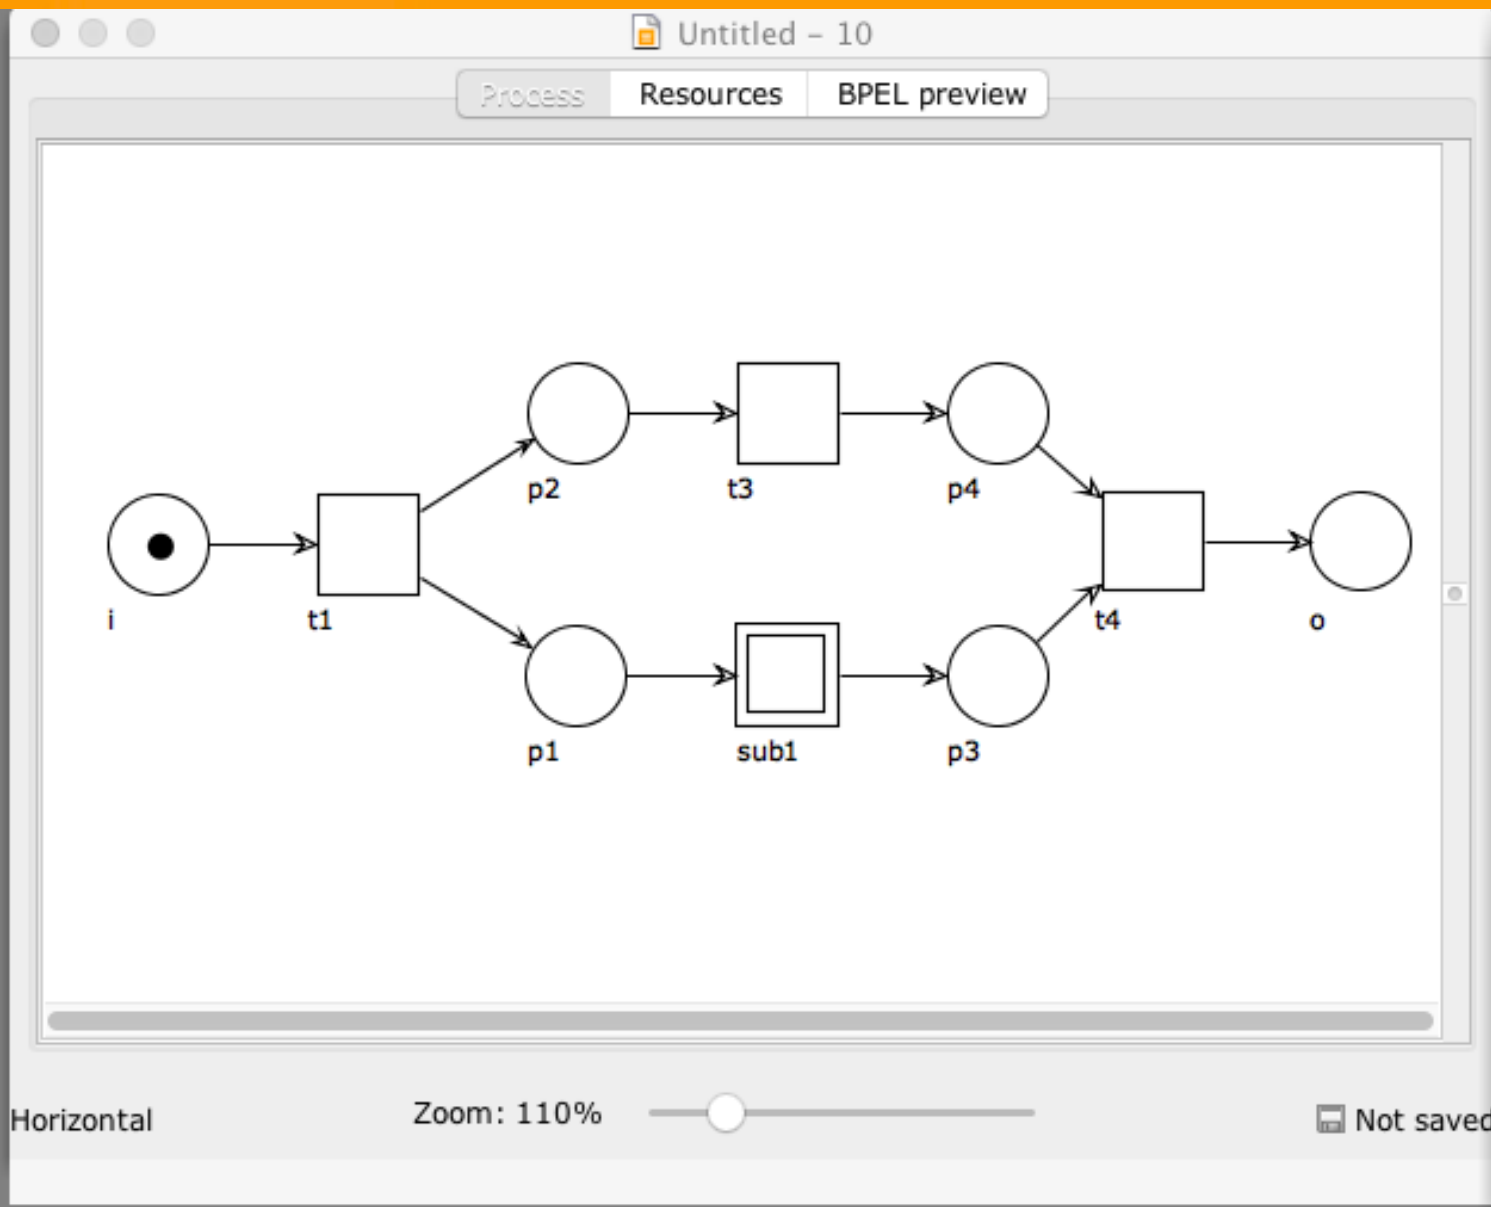 Untitled – 10
Process Resources BPEL preview
p2 t3 p4
i t1 t4 o
p1 sub1 p3
Horizontal Zoom: 110% Not saved